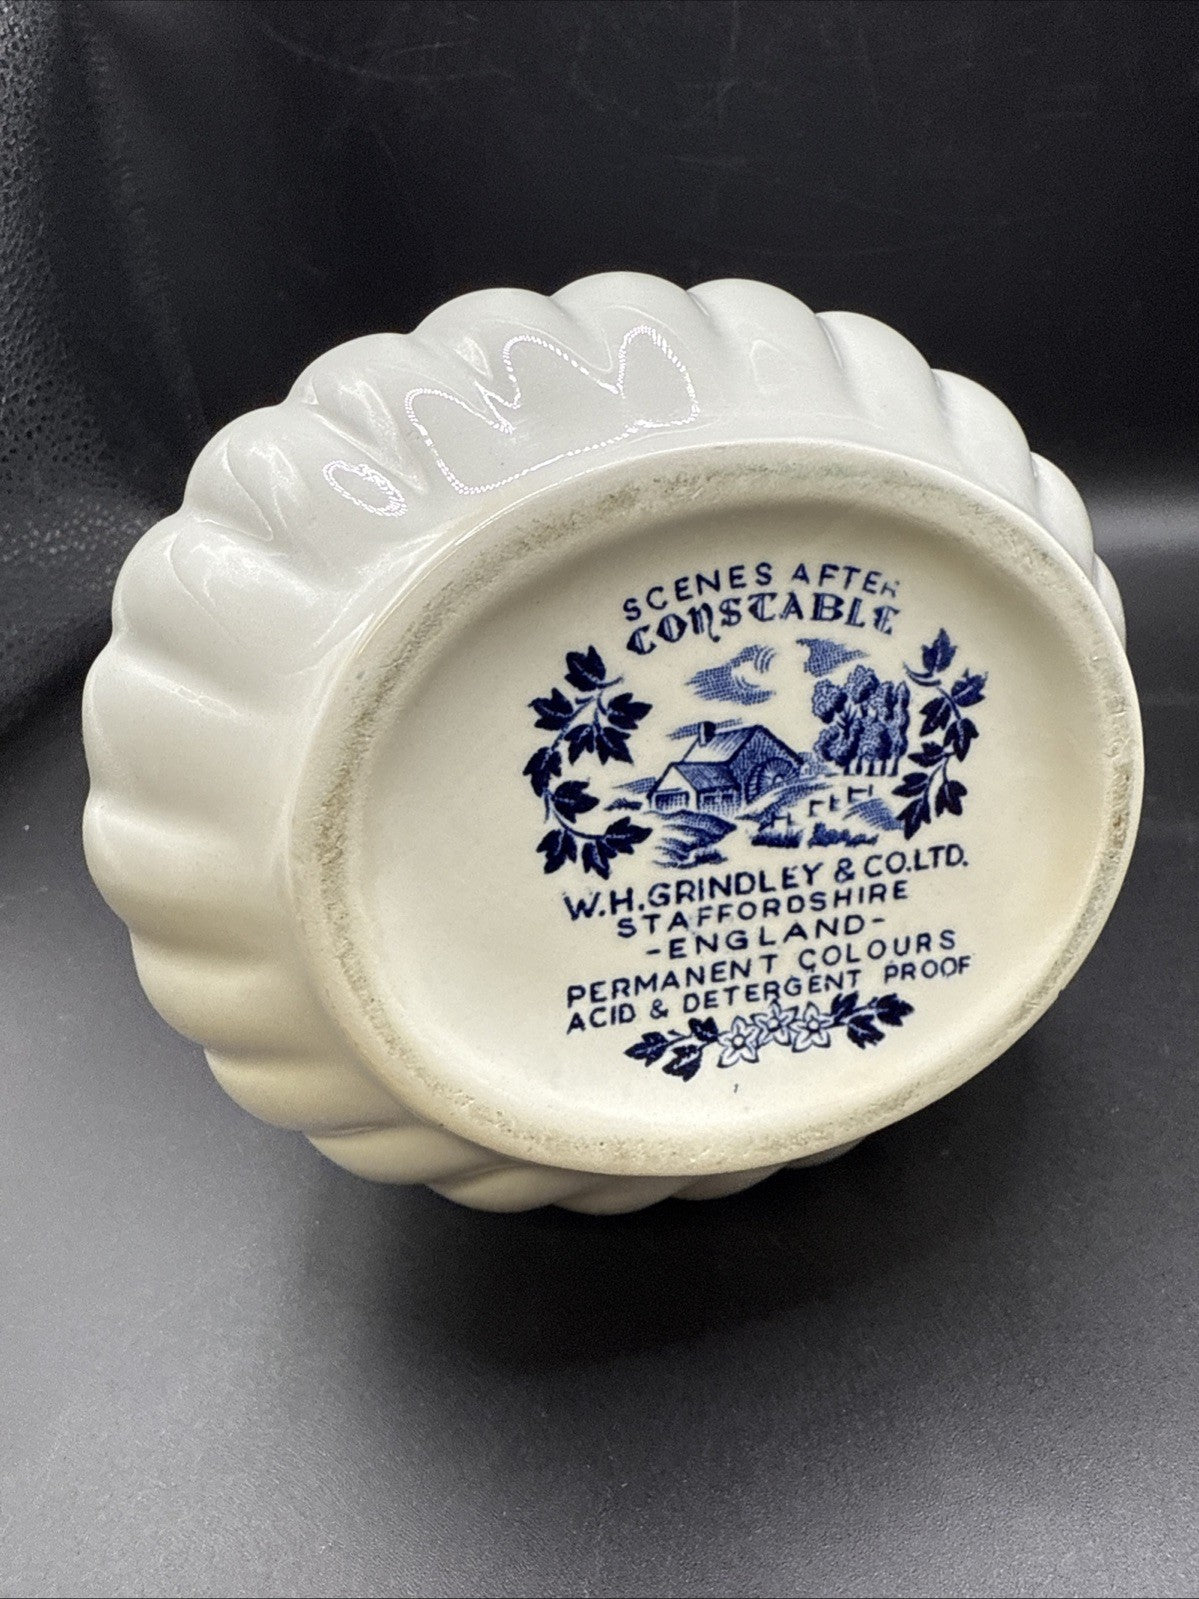 SCENES AFTER
CONSTABLE
W.H.GRINDLEY & CO.LTD.
STAFFORDSHIRE
-ENGLAND-
PERMANENT COLOURS
ACID & DETERGENT PROOF